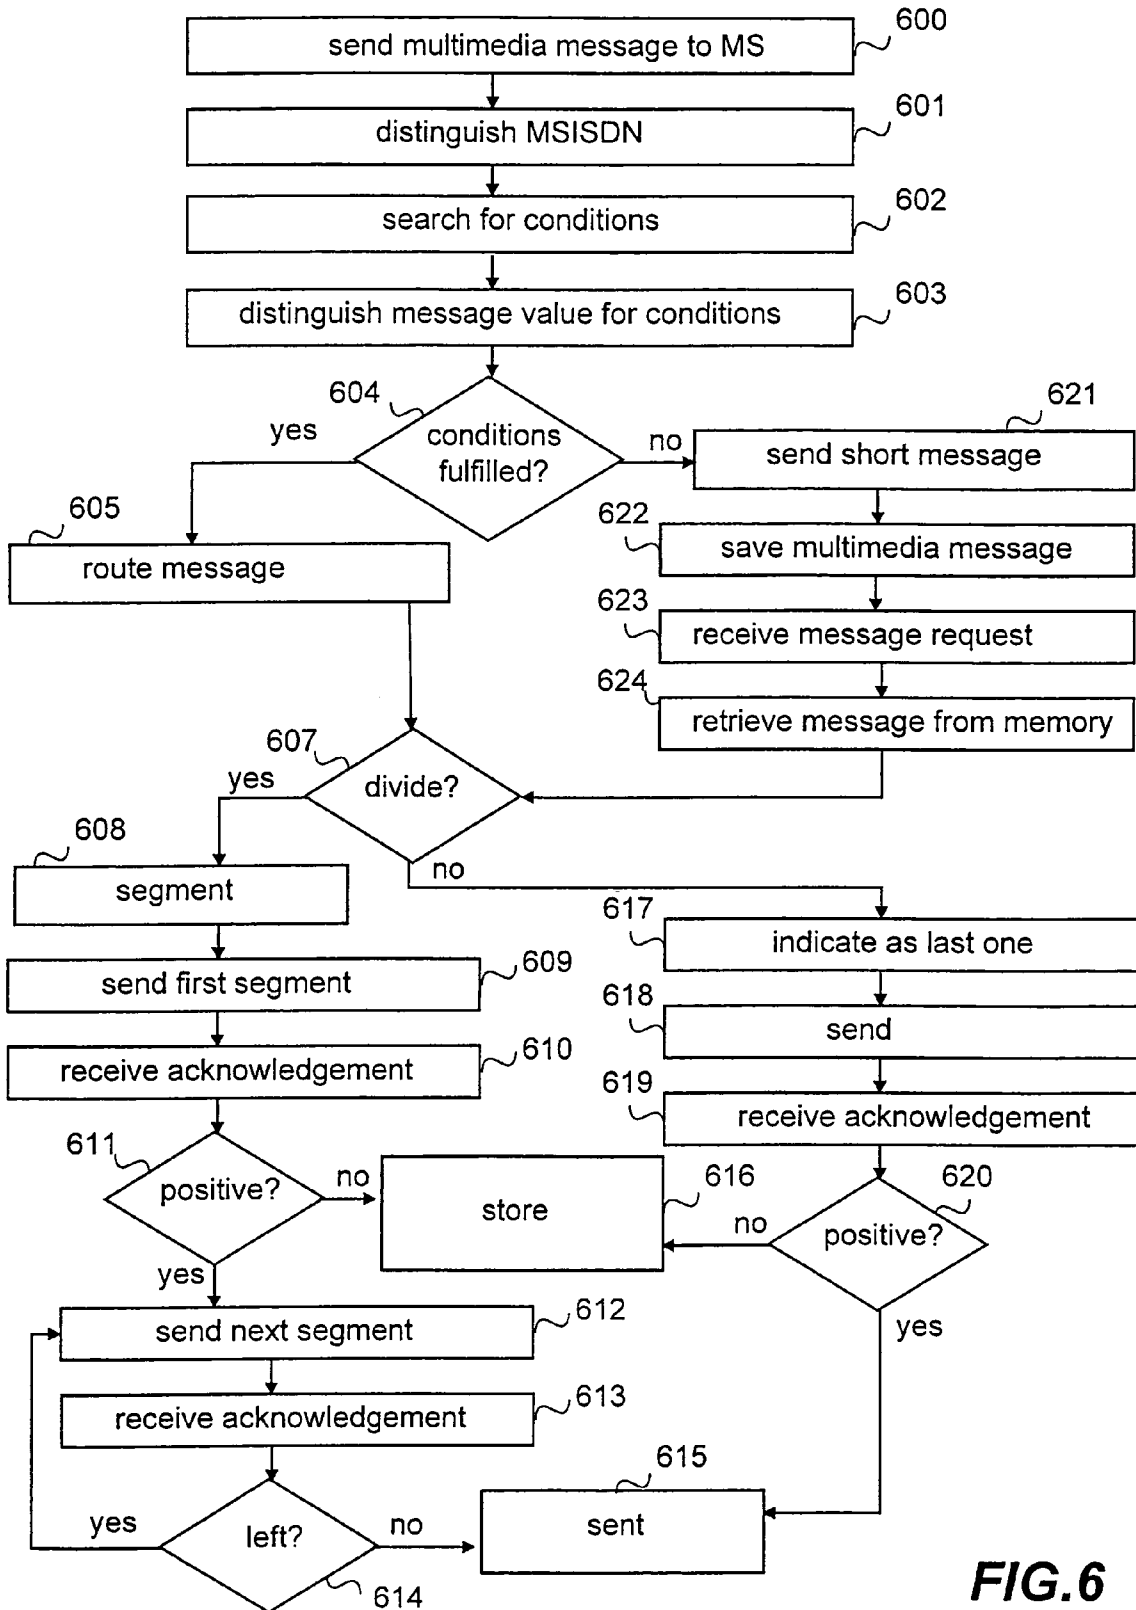 600
send multimedia message to MS
601
distinguish MSISDN
602
search for conditions
603
distinguish message value for conditions
604
conditions
fulfilled?
yes
no
621
send short message
605
route message
622
save multimedia message
623
receive message request
624
retrieve message from memory
607
divide?
yes
no
608
segment
617
indicate as last one
609
send first segment
618
send
610
receive acknowledgement
619
receive acknowledgement
611
positive?
no
yes
616
store
620
positive?
no
yes
612
send next segment
613
receive acknowledgement
614
left?
yes
no
615
sent
FIG.6